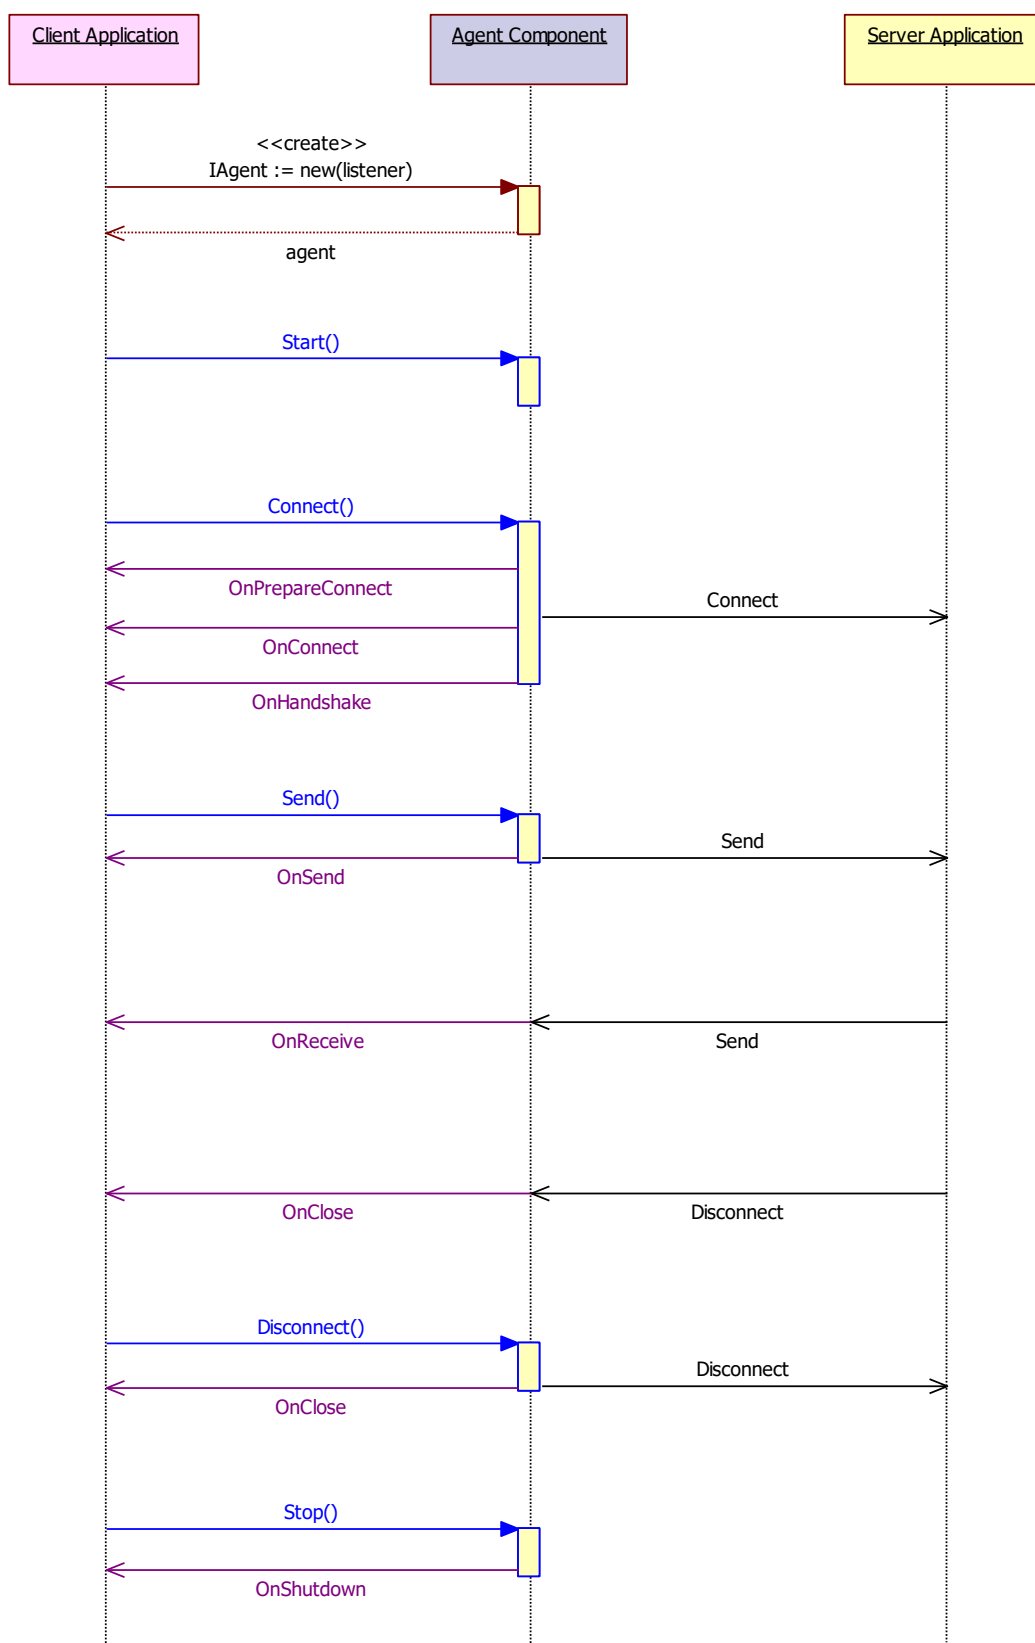 Client Application
Agent Component
Server Application
<<create>>
IAgent := new(listener)
agent
Start()
Connect()
OnPrepareConnect
Connect
OnConnect
OnHandshake
Send()
Send
OnSend
OnReceive
Send
OnClose
Disconnect
Disconnect()
Disconnect
OnClose
Stop()
OnShutdown